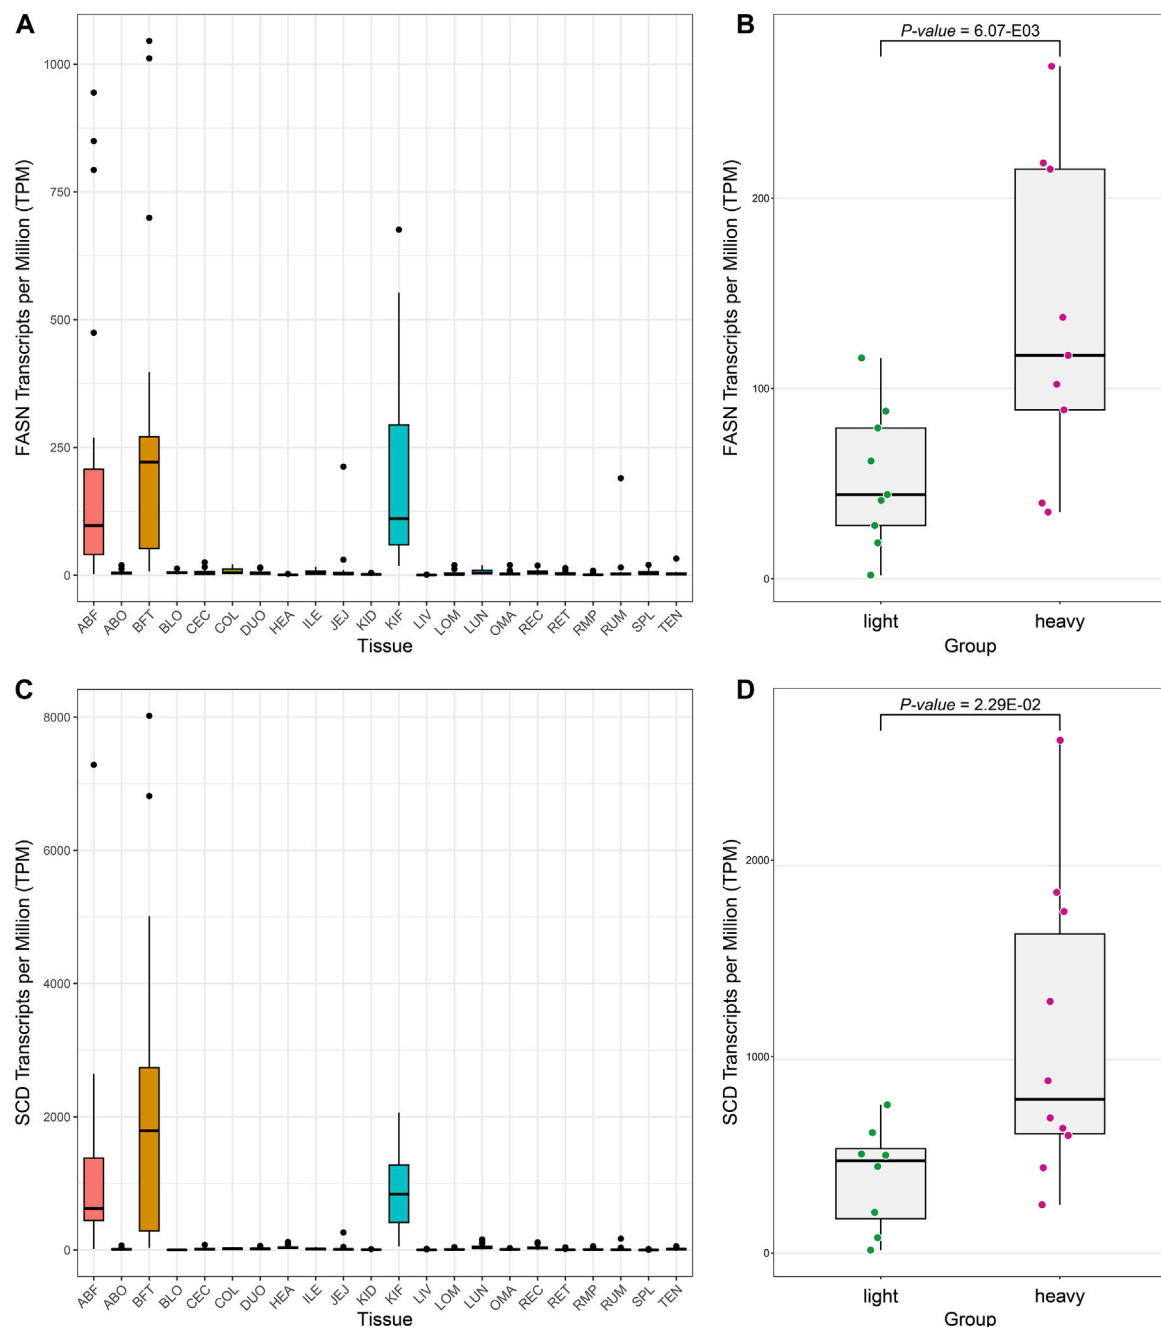 A
FASN Transcripts per Million (TPM)
1000
750
500
250
0
ABF ABO BFT BLO CEC COL DUO HEA ILE JEJ KID KIF LIV LOM LUN OMA REC RET RMP RUM SPL TEN
Tissue
B
P-value = 6.07-E03
FASN Transcripts per Million (TPM)
200
100
0
light heavy
Group
C
SCD Transcripts per Million (TPM)
8000
6000
4000
2000
0
ABF ABO BFT BLO CEC COL DUO HEA ILE JEJ KID KIF LIV LOM LUN OMA REC RET RMP RUM SPL TEN
Tissue
D
P-value = 2.29E-02
SCD Transcripts per Million (TPM)
2000
1000
0
light heavy
Group